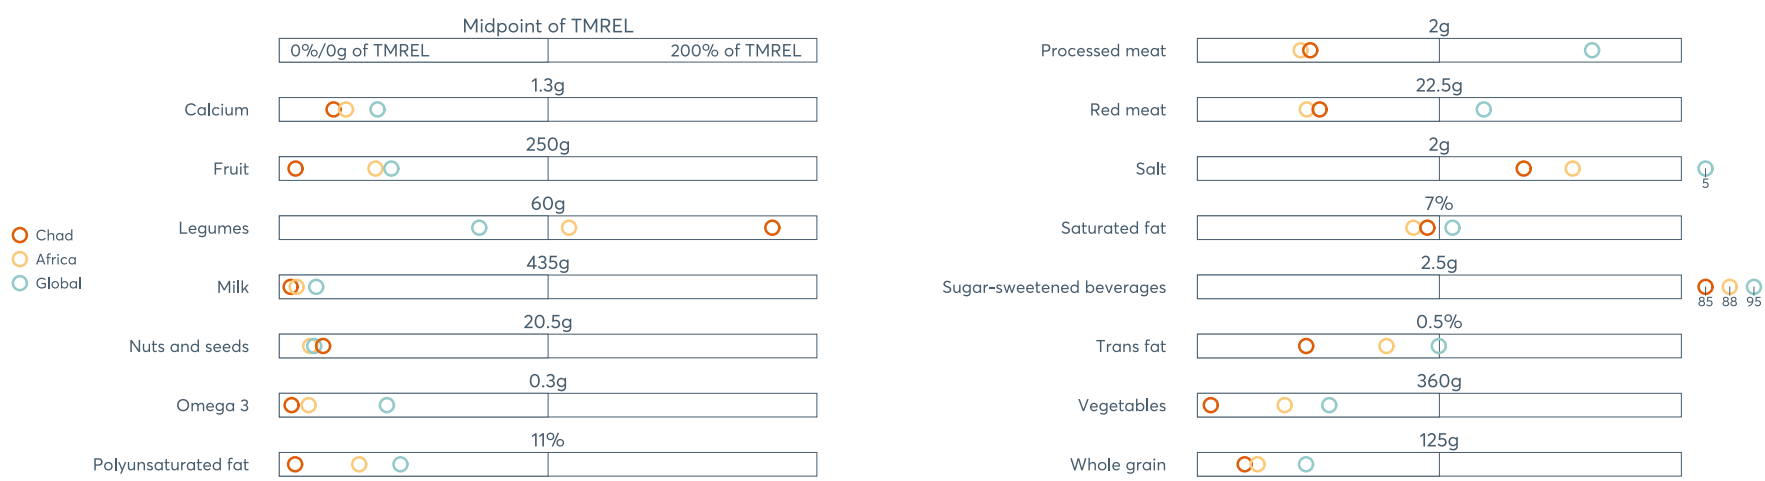 Midpoint of TMREL
0%/0g of TMREL 200% of TMREL
1.3g
Calcium
250g
Fruit
60g
Legumes
435g
Milk
20.5g
Nuts and seeds
0.3g
Omega 3
11%
Polyunsaturated fat
Chad
Africa
Global
2g
Processed meat
22.5g
Red meat
2g
Salt
5
7%
Saturated fat
2.5g
Sugar-sweetened beverages
85 88 95
0.5%
Trans fat
360g
Vegetables
125g
Whole grain